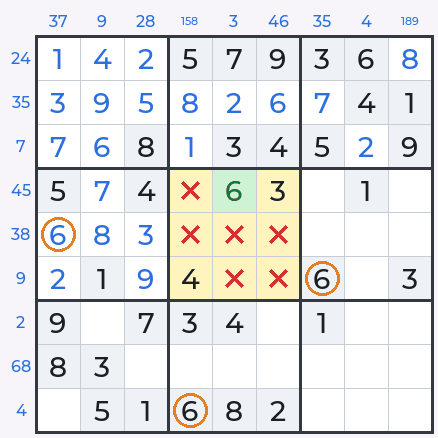 37 9 28 158 3 46 35 4 189
24 1 4 2 5 7 9 3 6 8
35 3 9 5 8 2 6 7 4 1
7 7 6 8 1 3 4 5 2 9
45 5 7 4 × 6 3 1
38 6 8 3 × × ×
9 2 1 9 4 × × 6 3
2 9 7 3 4 1
68 8 3
4 5 1 6 8 2